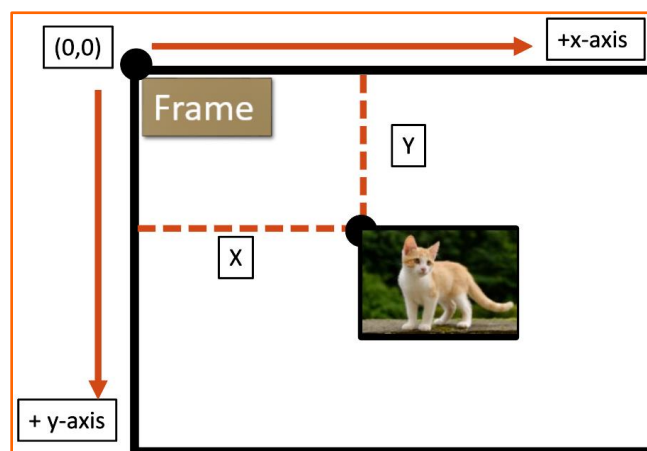 (0,0)
+x-axis
Frame
Y
X
+ y-axis